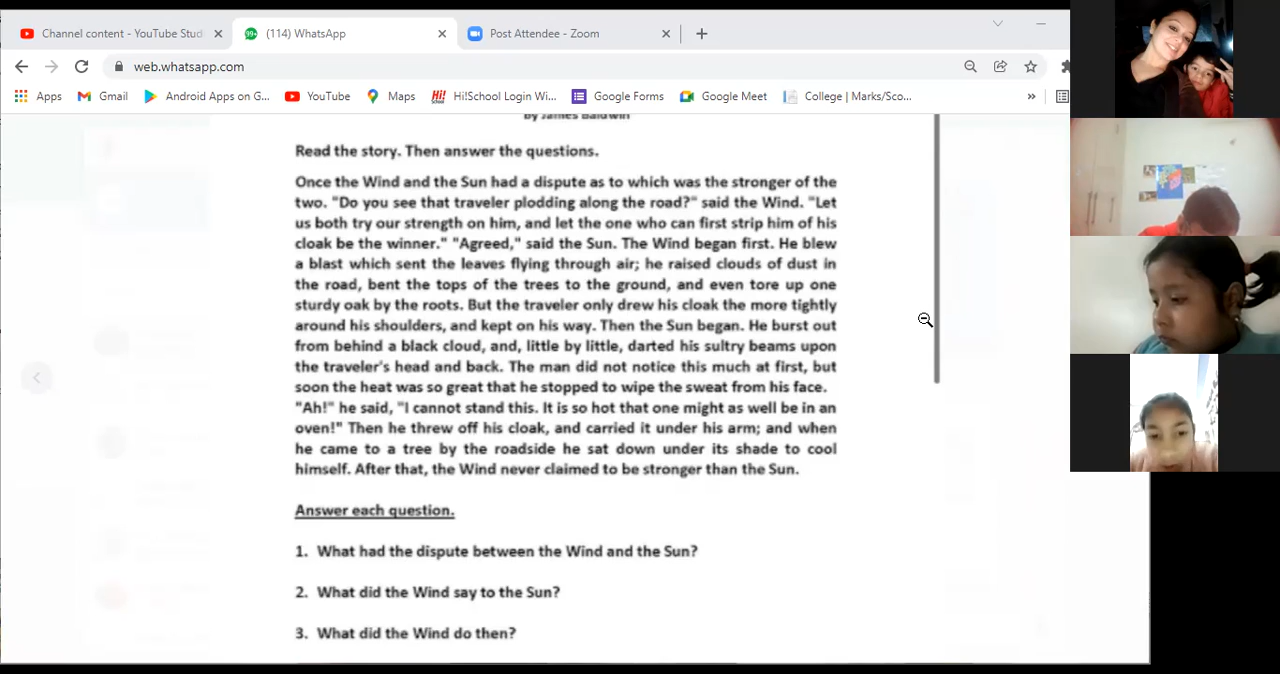 Channel content - YouTube Stud
99+
(114) WhatsApp
Post Attendee - Zoom
web.whatsapp.com
Apps
Gmail
Android Apps on G...
YouTube
Maps
Hi! Hi!School Login Wi...
Google Forms
Google Meet
College | Marks/Sco...
»
by James Baldwin
Read the story. Then answer the questions.
Once the Wind and the Sun had a dispute as to which was the stronger of the
two. "Do you see that traveler plodding along the road?" said the Wind. "Let
us both try our strength on him, and let the one who can first strip him of his
cloak be the winner." "Agreed," said the Sun. The Wind began first. He blew
a blast which sent the leaves flying through air; he raised clouds of dust in
the road, bent the tops of the trees to the ground, and even tore up one
sturdy oak by the roots. But the traveler only drew his cloak the more tightly
around his shoulders, and kept on his way. Then the Sun began. He burst out
from behind a black cloud, and, little by little, darted his sultry beams upon
the traveler's head and back. The man did not notice this much at first, but
soon the heat was so great that he stopped to wipe the sweat from his face.
"Ah!" he said, "I cannot stand this. It is so hot that one might as well be in an
oven!" Then he threw off his cloak, and carried it under his arm; and when
he came to a tree by the roadside he sat down under its shade to cool
himself. After that, the Wind never claimed to be stronger than the Sun.
Answer each question.
1. What had the dispute between the Wind and the Sun?
2. What did the Wind say to the Sun?
3. What did the Wind do then?